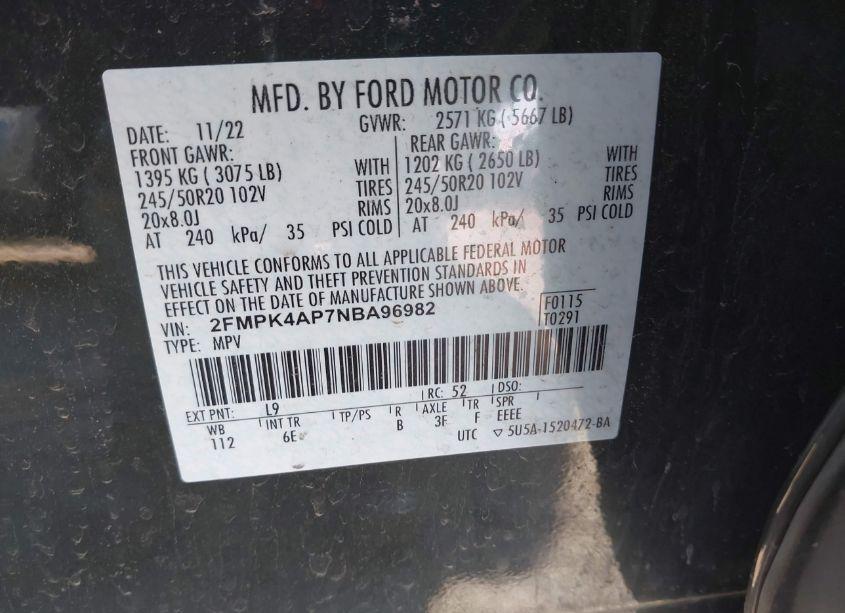 MFD. BY FORD MOTOR CO.
DATE: 11/22 GVWR: 2571 KG ( 5667 LB)
FRONT GAWR: REAR GAWR:
1395 KG ( 3075 LB) WITH 1202 KG ( 2650 LB) WITH
245/50R20 102V TIRES 245/50R20 102V TIRES
20x8.0J RIMS 20x8.0J RIMS
AT 240 kPa/ 35 PSI COLD AT 240 kPa/ 35 PSI COLD
THIS VEHICLE CONFORMS TO ALL APPLICABLE FEDERAL MOTOR
VEHICLE SAFETY AND THEFT PREVENTION STANDARDS IN
EFFECT ON THE DATE OF MANUFACTURE SHOWN ABOVE.
VIN: 2FMPK4AP7NBA96982 F0115
TYPE: MPV T0291
EXT PNT: L9 RC: 52 DSO:
WB INT TR TP/PS R AXLE TR SPR
112 6E B 3F F EEEE
UTC ▽ 5U5A-1520472-BA